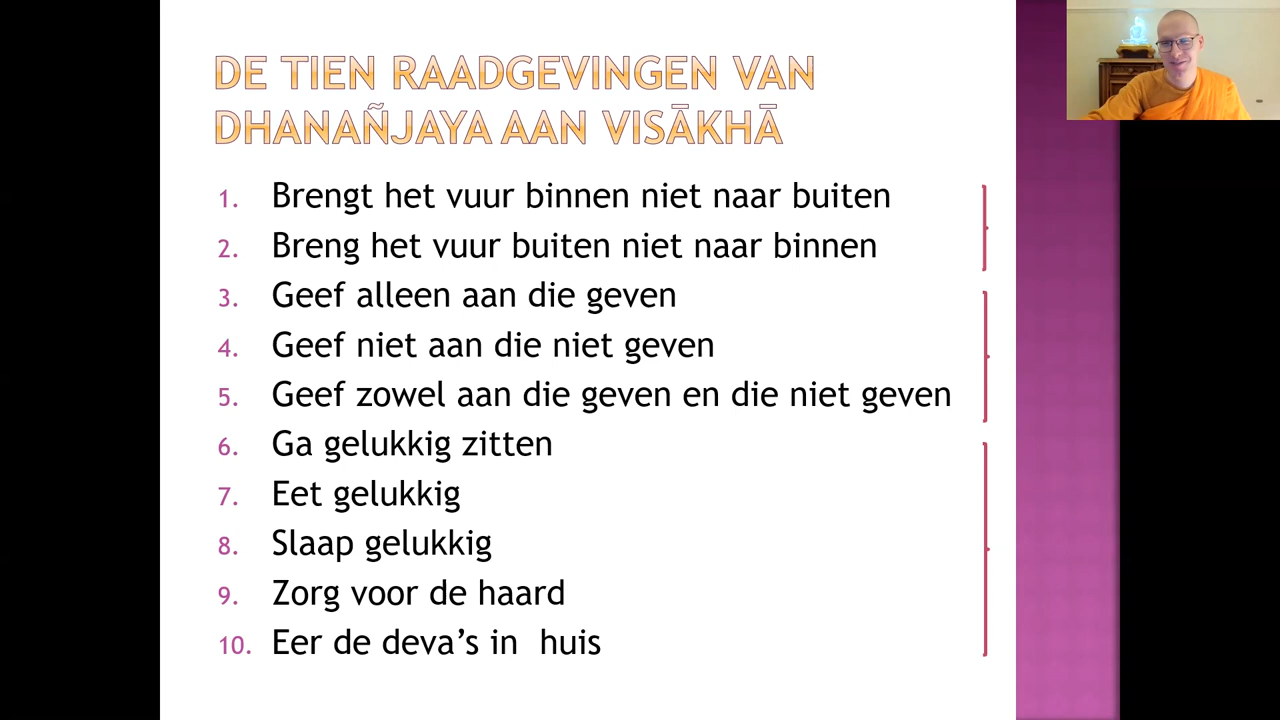 DE TIEN RAADGEVINGEN VAN
DHANAÑJAYA AAN VISĀKHĀ
1. Brengt het vuur binnen niet naar buiten
2. Breng het vuur buiten niet naar binnen
3. Geef alleen aan die geven
4. Geef niet aan die niet geven
5. Geef zowel aan die geven en die niet geven
6. Ga gelukkig zitten
7. Eet gelukkig
8. Slaap gelukkig
9. Zorg voor de haard
10. Eer de deva’s in  huis